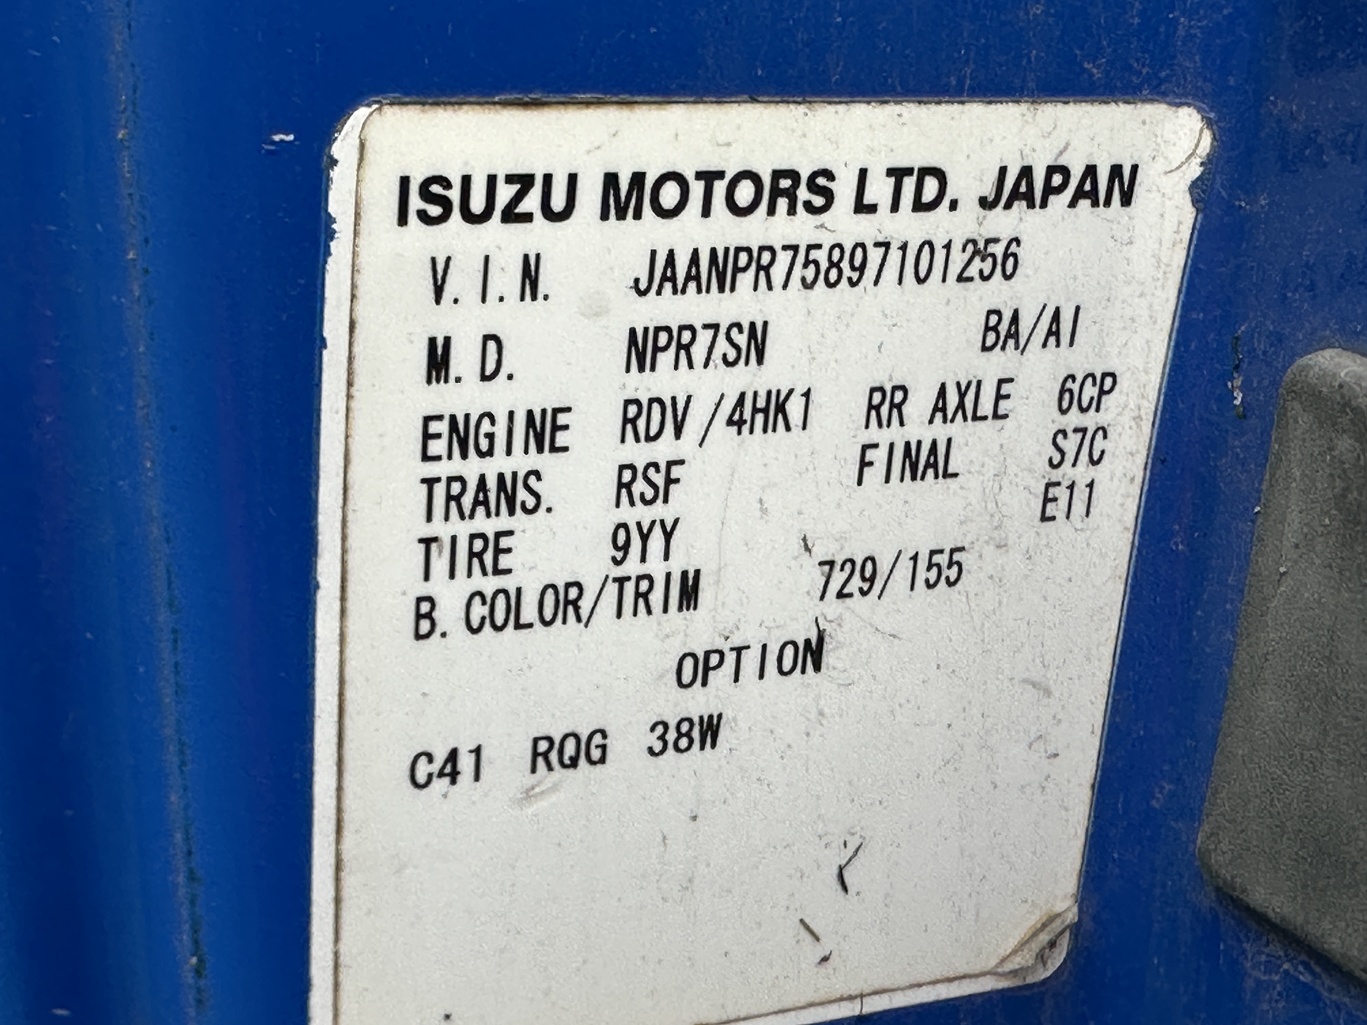 ISUZU MOTORS LTD. JAPAN
V.I.N. JAANPR75897101256
M.D. NPR7SN BA/AI
ENGINE RDV/4HK1 RR AXLE 6CP
TRANS. RSF FINAL S7C
TIRE 9YY E11
B.COLOR/TRIM 729/155
OPTION
C41 RQG 38W